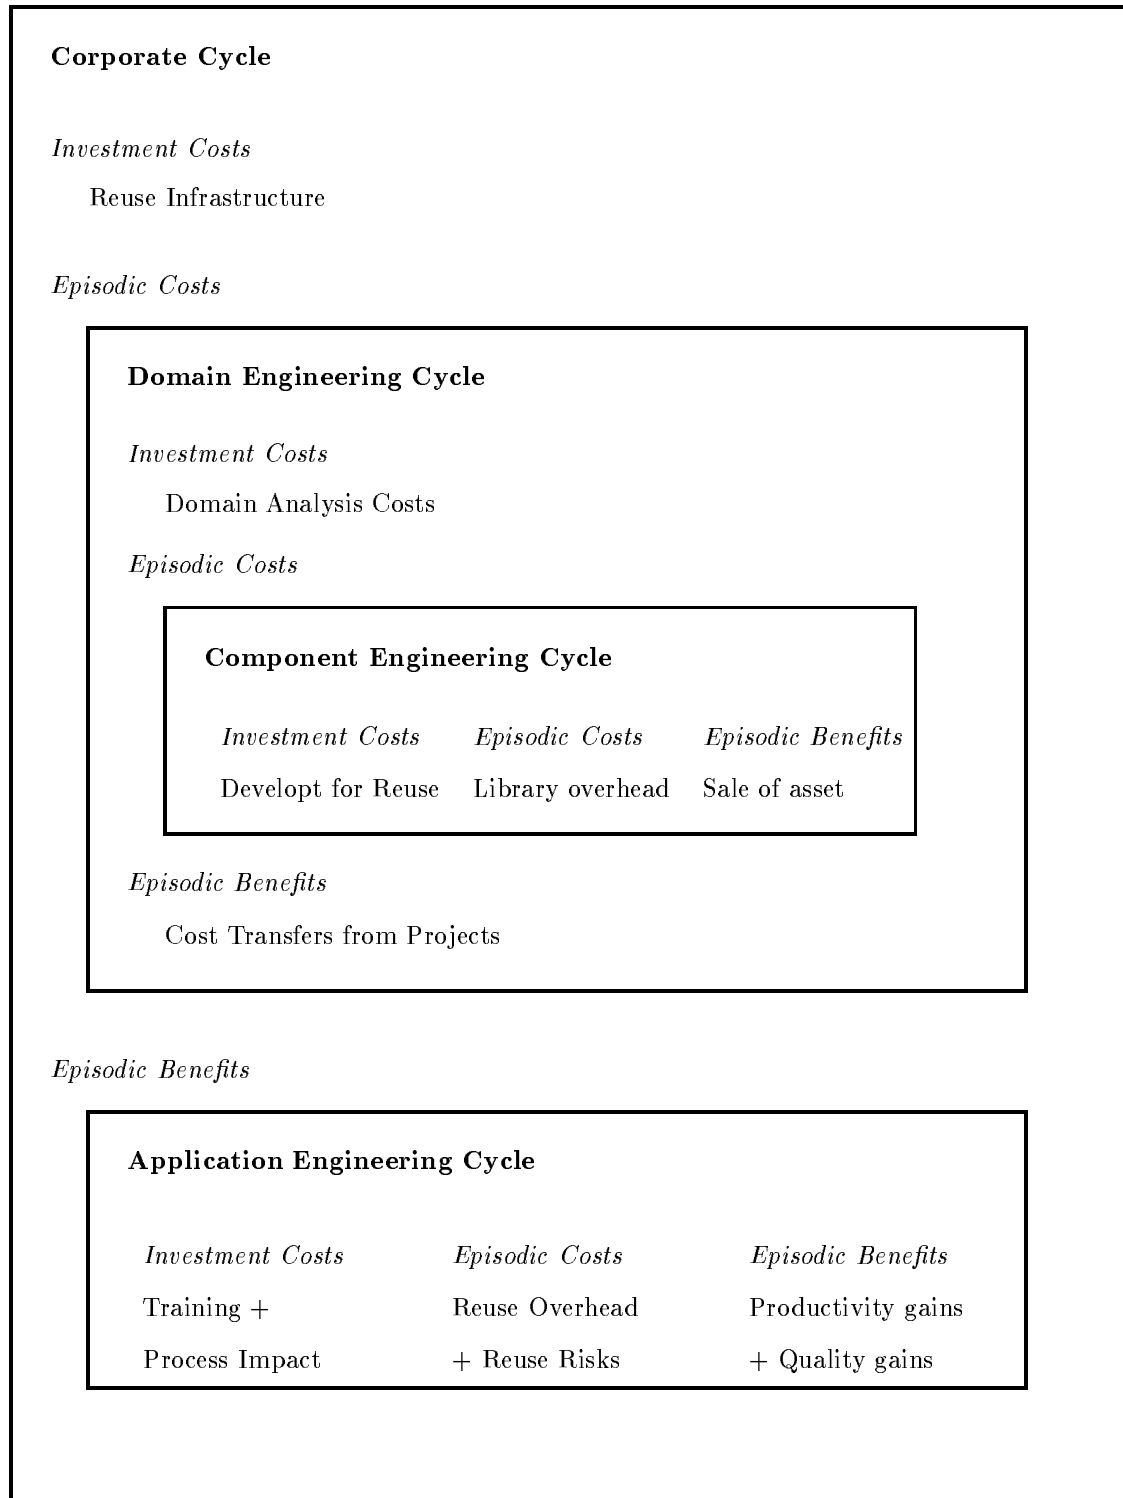 Corporate Cycle
Investment Costs
Reuse Infrastructure
Episodic Costs
Domain Engineering Cycle
Investment Costs
Domain Analysis Costs
Episodic Costs
Component Engineering Cycle
Investment Costs Episodic Costs Episodic Benefits
Developt for Reuse Library overhead Sale of asset
Episodic Benefits
Cost Transfers from Projects
Episodic Benefits
Application Engineering Cycle
Investment Costs Episodic Costs Episodic Benefits
Training + Reuse Overhead Productivity gains
Process Impact + Reuse Risks + Quality gains